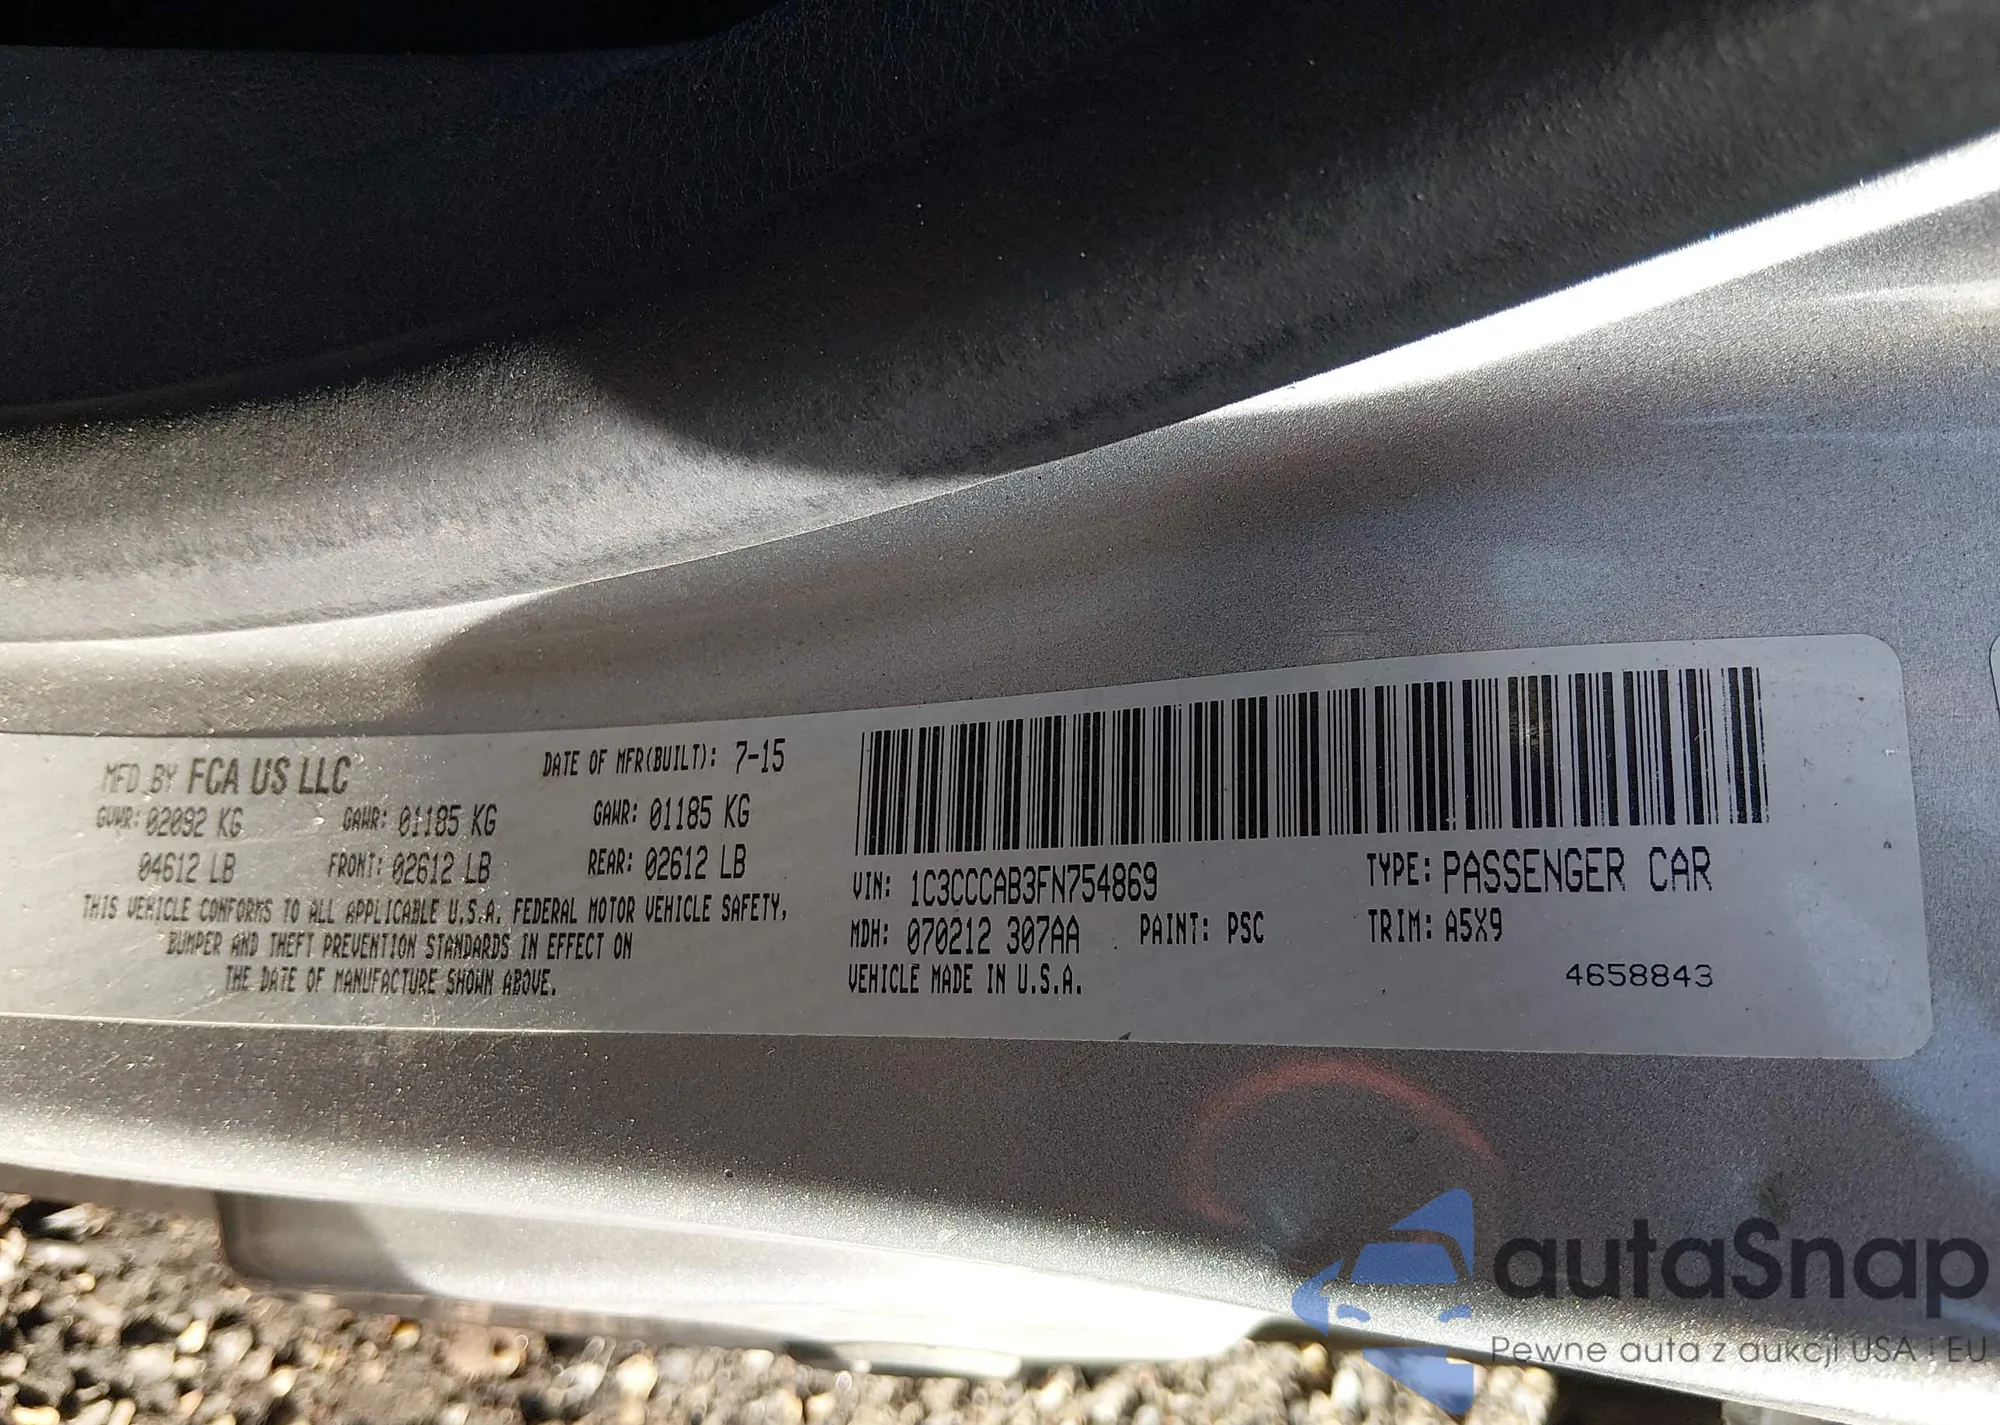 MFD BY FCA US LLC
DATE OF MFR(BUILT): 7-15
GVWR: 02092 KG GAWR: 01185 KG GAWR: 01185 KG
04612 LB FRONT: 02612 LB REAR: 02612 LB
THIS VEHICLE CONFORMS TO ALL APPLICABLE U.S.A. FEDERAL MOTOR VEHICLE SAFETY,
BUMPER AND THEFT PREVENTION STANDARDS IN EFFECT ON
THE DATE OF MANUFACTURE SHOWN ABOVE.
VIN: 1C3CCCAB3FN754869 TYPE: PASSENGER CAR
MDH: 070212 307AA PAINT: PSC TRIM: A5X9
VEHICLE MADE IN U.S.A. 4658843
autaSnap
Pewne auta z aukcji USA i EU